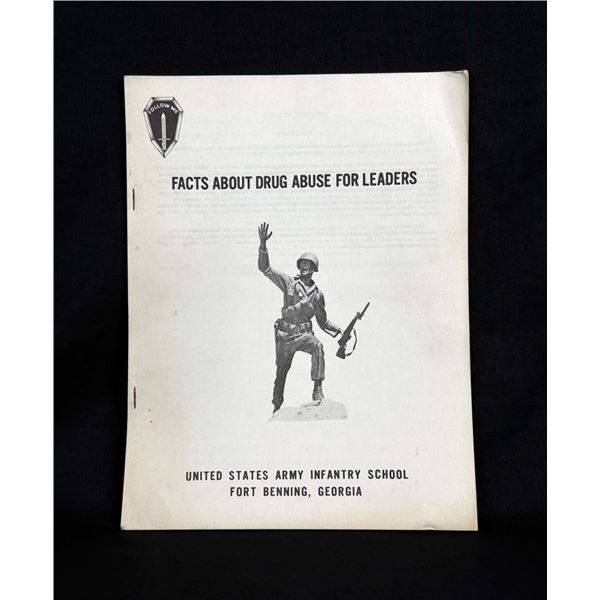 FOLLOW ME
FACTS ABOUT DRUG ABUSE FOR LEADERS
UNITED STATES ARMY INFANTRY SCHOOL
FORT BENNING, GEORGIA